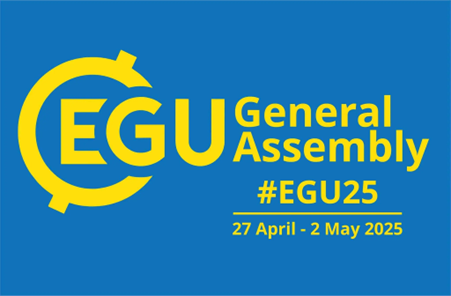 EGU
General
Assembly
#EGU25
27 April - 2 May 2025